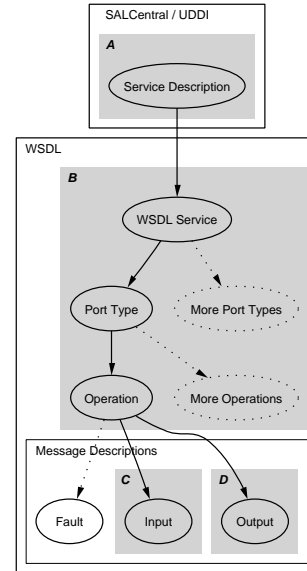 SALCentral / UDDI
A
Service Description
WSDL
B
WSDL Service
Port Type
More Port Types
Operation
More Operations
Message Descriptions
C
D
Fault
Input
Output